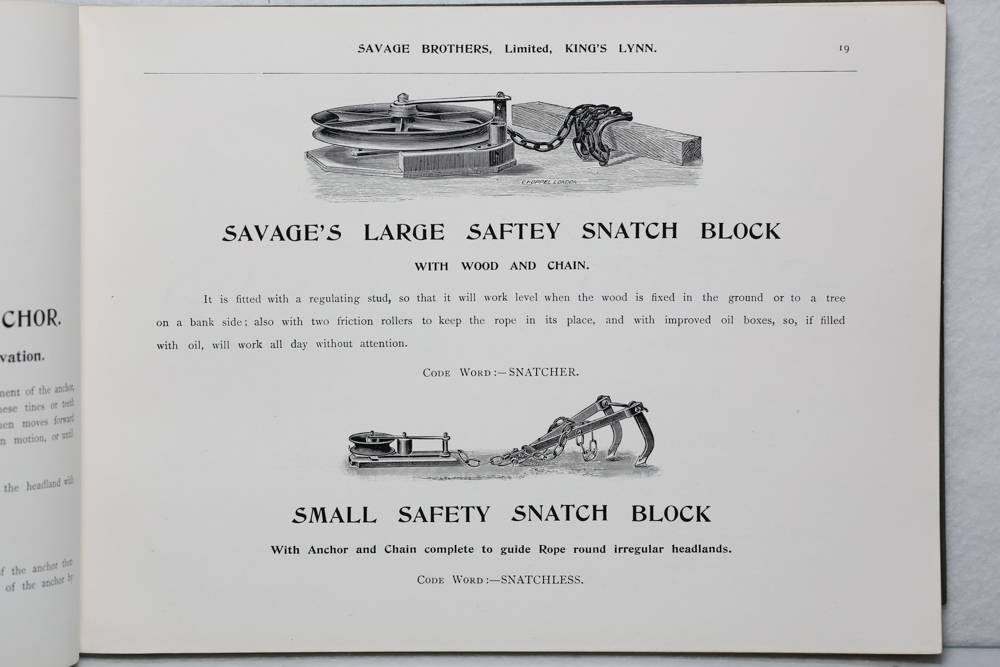 CHOR.
vation.
ment of the anchor,
hese tines or teeth
hen moves forward
n motion, or until
the headland with
f the anchor then
of the anchor by
SAVAGE BROTHERS, Limited, KING'S LYNN.
19
SAVAGE'S LARGE SAFTEY SNATCH BLOCK
WITH WOOD AND CHAIN.
It is fitted with a regulating stud, so that it will work level when the wood is fixed in the ground or to a tree
on a bank side; also with two friction rollers to keep the rope in its place, and with improved oil boxes, so, if filled
with oil, will work all day without attention.
CODE WORD:—SNATCHER.
SMALL SAFETY SNATCH BLOCK
With Anchor and Chain complete to guide Rope round irregular headlands.
CODE WORD:—SNATCHLESS.